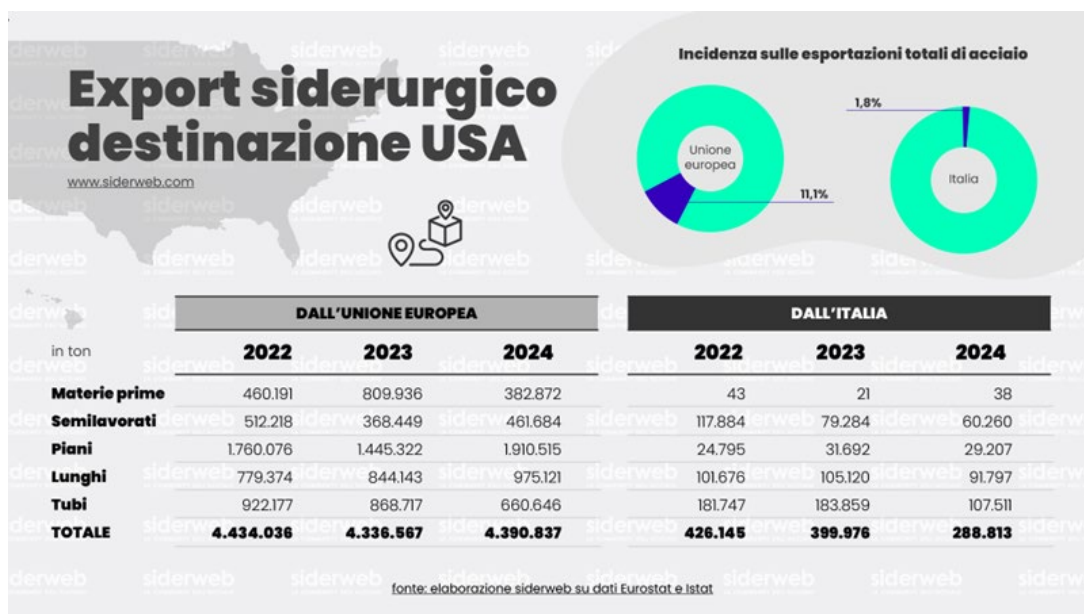 Export siderurgico
destinazione USA
www.siderweb.com
Incidenza sulle esportazioni totali di acciaio
Unione
europea
11,1%
1,8%
Italia
DALL'UNIONE EUROPEA DALL'ITALIA
in ton 2022 2023 2024 2022 2023 2024
Materie prime 460.191 809.936 382.872 43 21 38
Semilavorati 512.218 368.449 461.684 117.884 79.284 60.260
Piani 1.760.076 1.445.322 1.910.515 24.795 31.692 29.207
Lunghi 779.374 844.143 975.121 101.676 105.120 91.797
Tubi 922.177 868.717 660.646 181.747 183.859 107.511
TOTALE 4.434.036 4.336.567 4.390.837 426.145 399.976 288.813
fonte: elaborazione siderweb su dati Eurostat e Istat